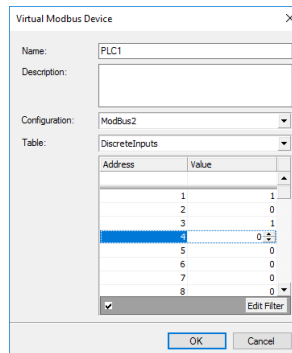 Virtual Modbus Device
Name: PLC1
Description:
Configuration: ModBus2
Table: DiscreteInputs
Address Value
1 1
2 0
3 1
4 0
5 0
6 0
7 0
8 0
Edit Filter
OK Cancel